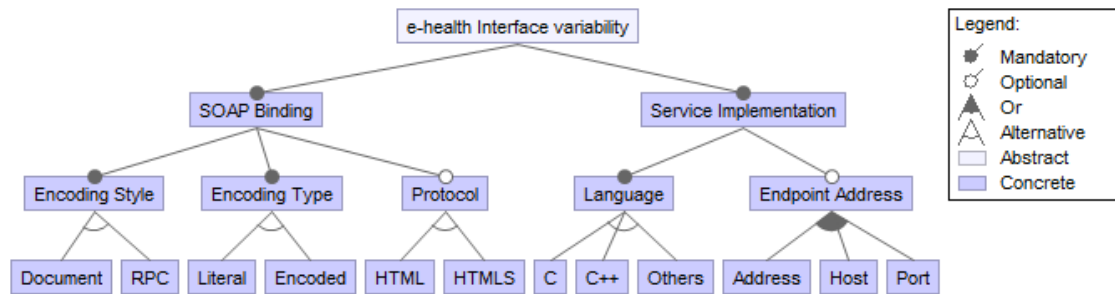 e-health Interface variability
Legend:
Mandatory
Optional
Or
Alternative
Abstract
Concrete
SOAP Binding
Service Implementation
Encoding Style
Encoding Type
Protocol
Language
Endpoint Address
Document
RPC
Literal
Encoded
HTML
HTMLS
C
C++
Others
Address
Host
Port